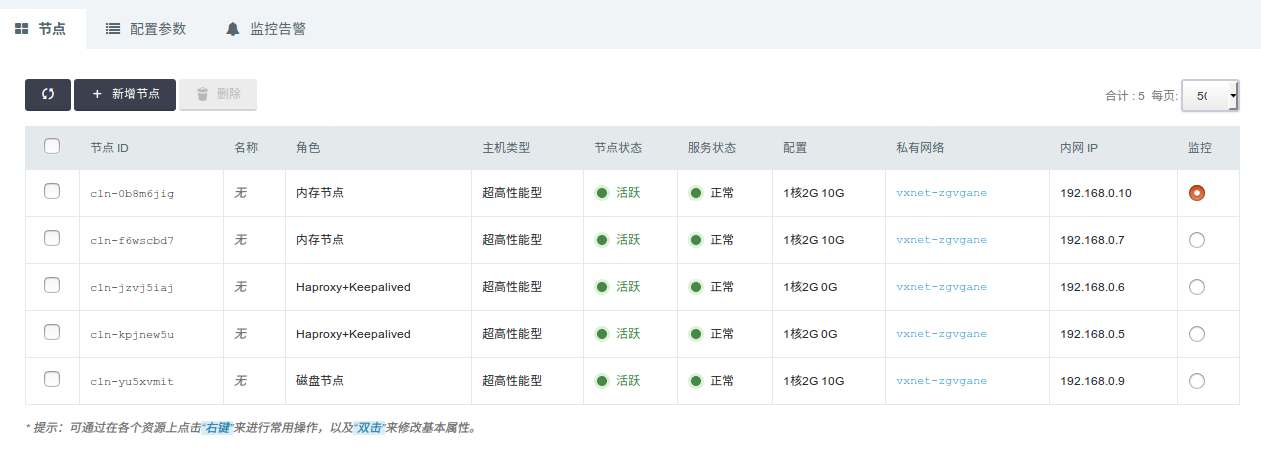 节点 配置参数 监控告警
新增节点 删除 合计 : 5 每页: 50
节点 ID 名称 角色 主机类型 节点状态 服务状态 配置 私有网络 内网 IP 监控
cln-0b8m6jig 无 内存节点 超高性能型 活跃 正常 1核2G 10G vxnet-zgvgane 192.168.0.10
cln-f6wscbd7 无 内存节点 超高性能型 活跃 正常 1核2G 10G vxnet-zgvgane 192.168.0.7
cln-jzvj5iaj 无 Haproxy+Keepalived 超高性能型 活跃 正常 1核2G 0G vxnet-zgvgane 192.168.0.6
cln-kpjnew5u 无 Haproxy+Keepalived 超高性能型 活跃 正常 1核2G 0G vxnet-zgvgane 192.168.0.5
cln-yu5xvmit 无 磁盘节点 超高性能型 活跃 正常 1核2G 10G vxnet-zgvgane 192.168.0.9
* 提示：可通过在各个资源上点击"右键"来进行常用操作，以及"双击"来修改基本属性。